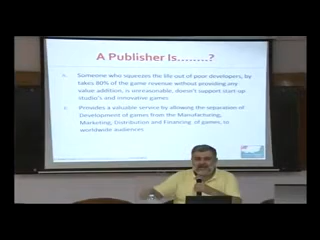 A Publisher Is........?
a. Someone who squeezes the life out of poor developers, by
takes 80% of the game revenue without providing any
value addition, is unreasonable, doesn't support start-up
studio's and innovative games
Provides a valuable service by allowing the separation of
Development of games from the Manufacturing,
Marketing, Distribution and Financing of games, to
worldwide audiences